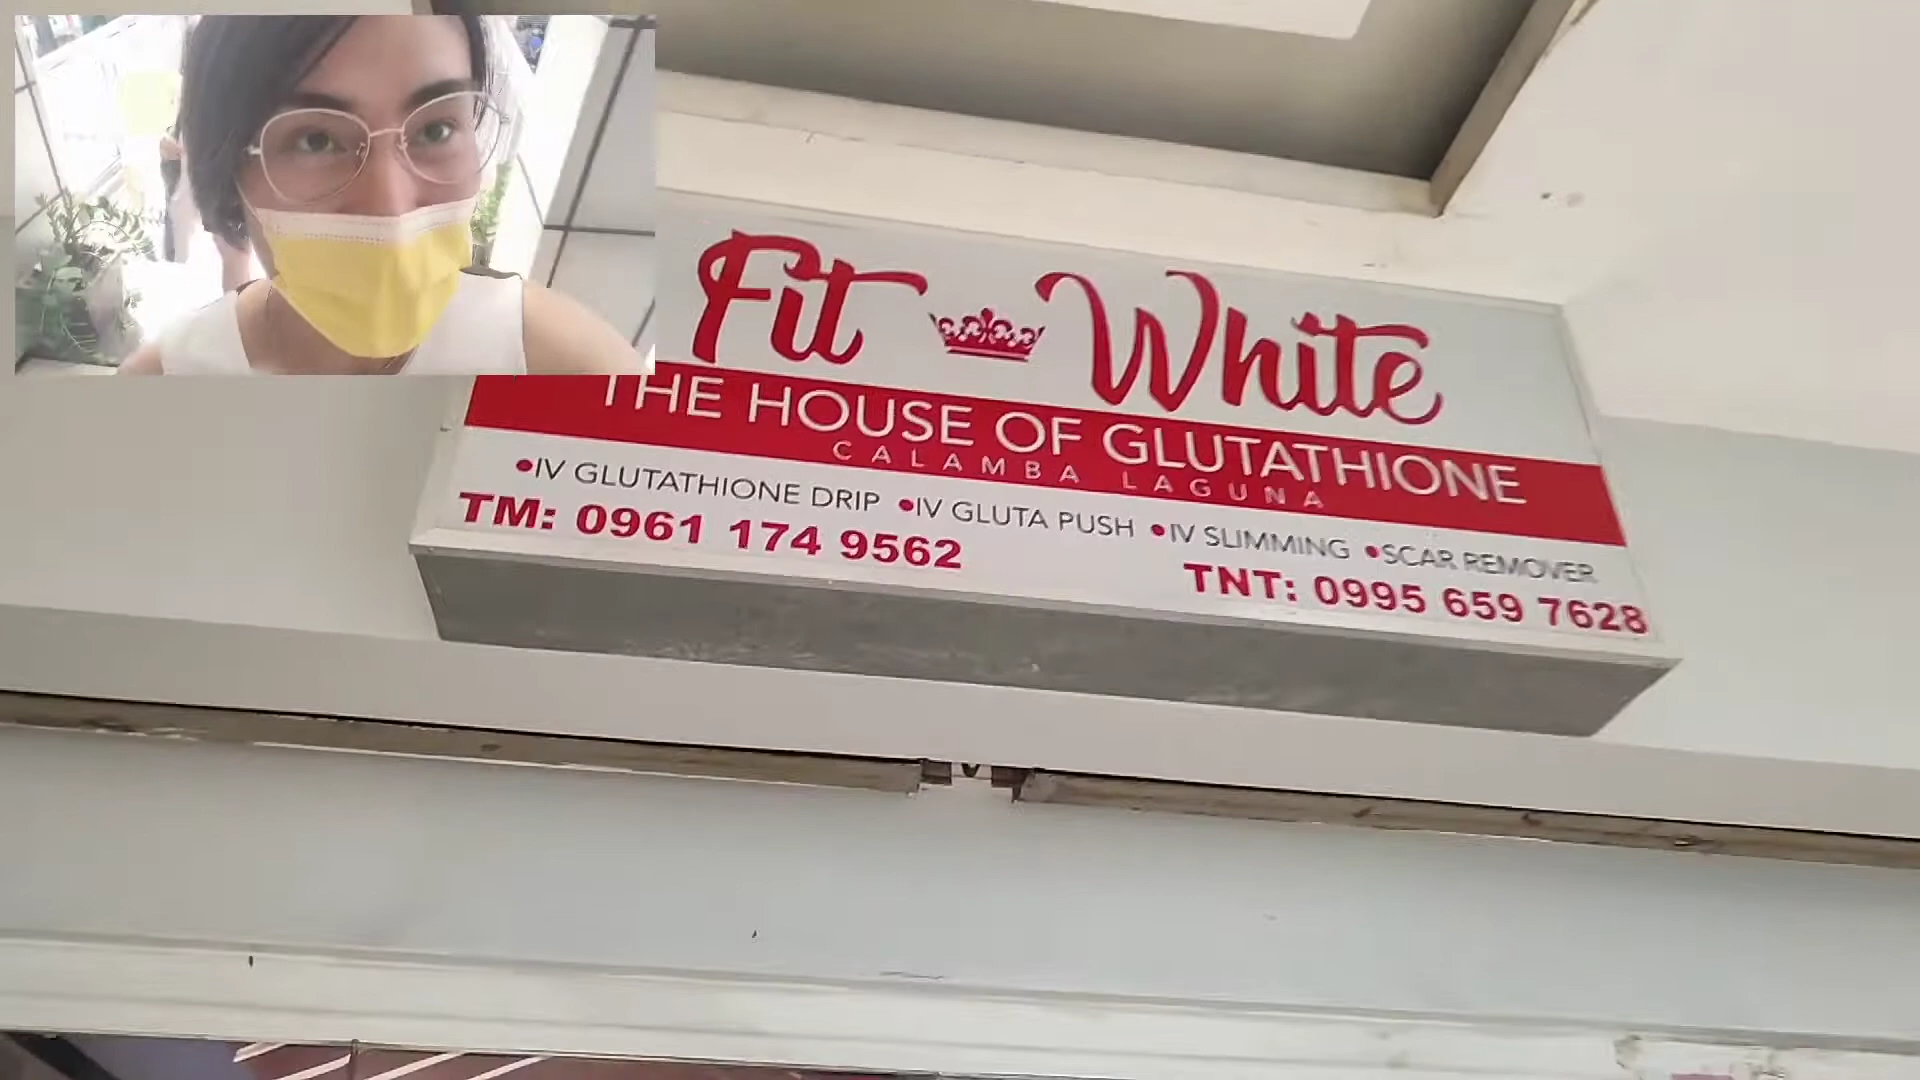 Fit White
THE HOUSE OF GLUTATHIONE
CALAMBA LAGUNA
•IV GLUTATHIONE DRIP •IV GLUTA PUSH •IV SLIMMING •SCAR REMOVER
TM: 0961 174 9562
TNT: 0995 659 7628